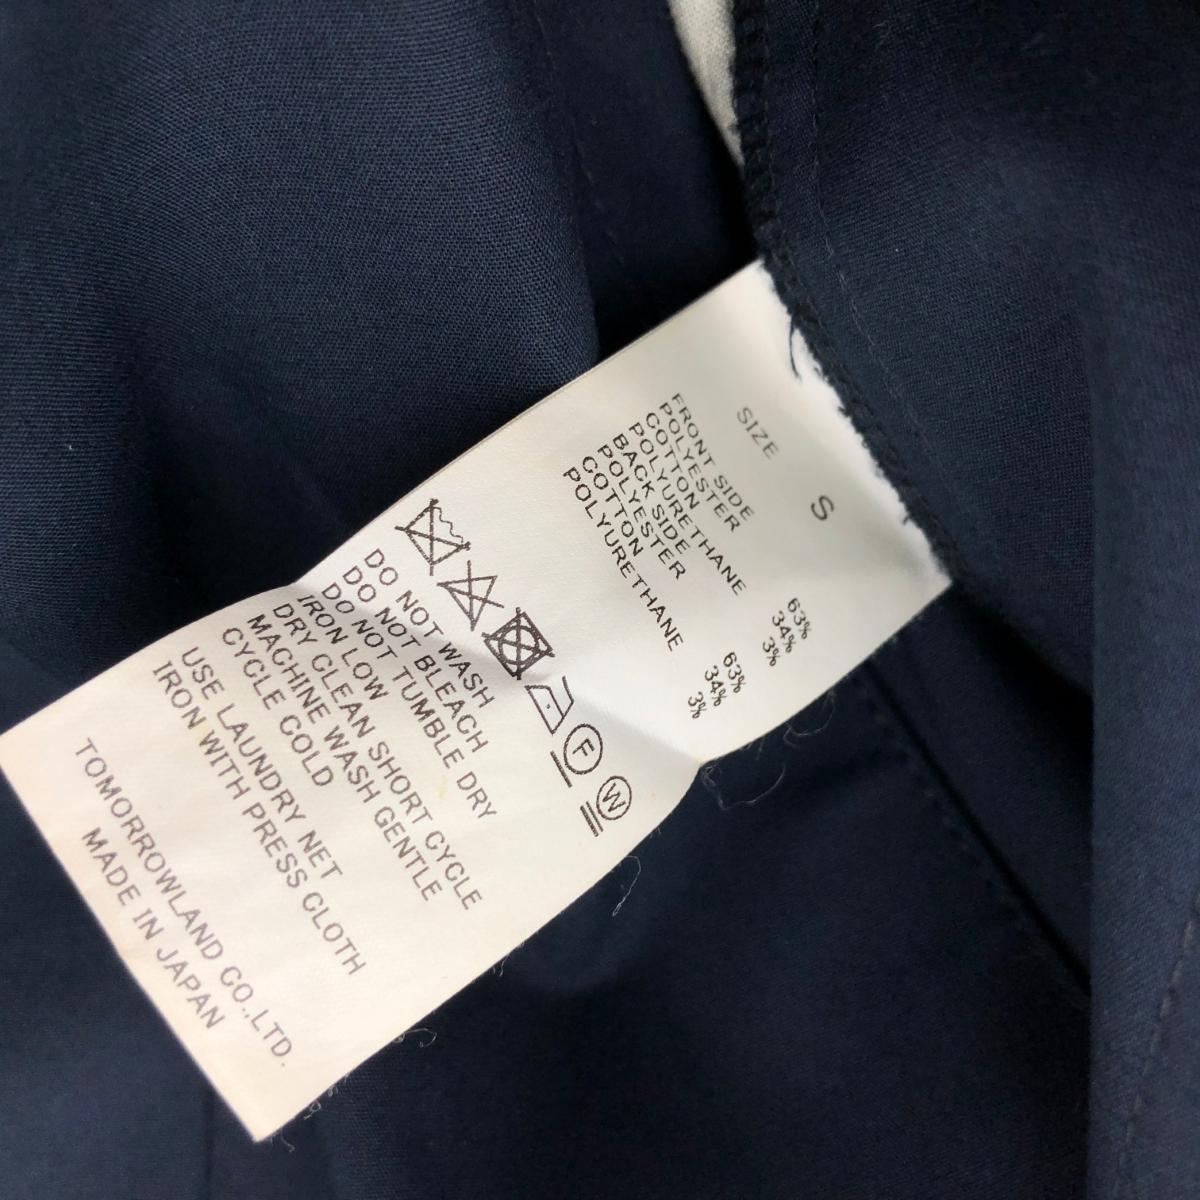 SIZE S
FRONT SIDE
POLYESTER 63%
COTTON 34%
POLYURETHANE 3%
BACK SIDE
POLYESTER 63%
COTTON 34%
POLYURETHANE 3%
F
W
DO NOT WASH
DO NOT BLEACH
DO NOT TUMBLE DRY
IRON LOW
DRY CLEAN SHORT CYCLE
MACHINE WASH GENTLE
CYCLE COLD
USE LAUNDRY NET
IRON WITH PRESS CLOTH
TOMORROWLAND CO.,LTD.
MADE IN JAPAN